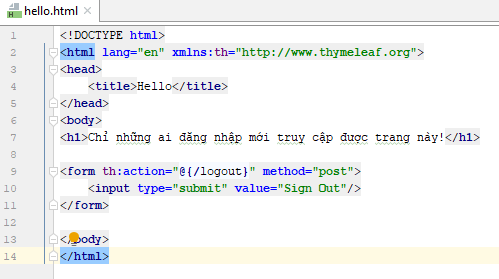 hello.html
1 <!DOCTYPE html>
2 <html lang="en" xmlns:th="http://www.thymeleaf.org">
3 <head>
4 <title>Hello</title>
5 </head>
6 <body>
7 <h1>Chỉ những ai đăng nhập mới truy cập được trang này!</h1>
8
9 <form th:action="@{/logout}" method="post">
10 <input type="submit" value="Sign Out"/>
11 </form>
12
13 </body>
14 </html>